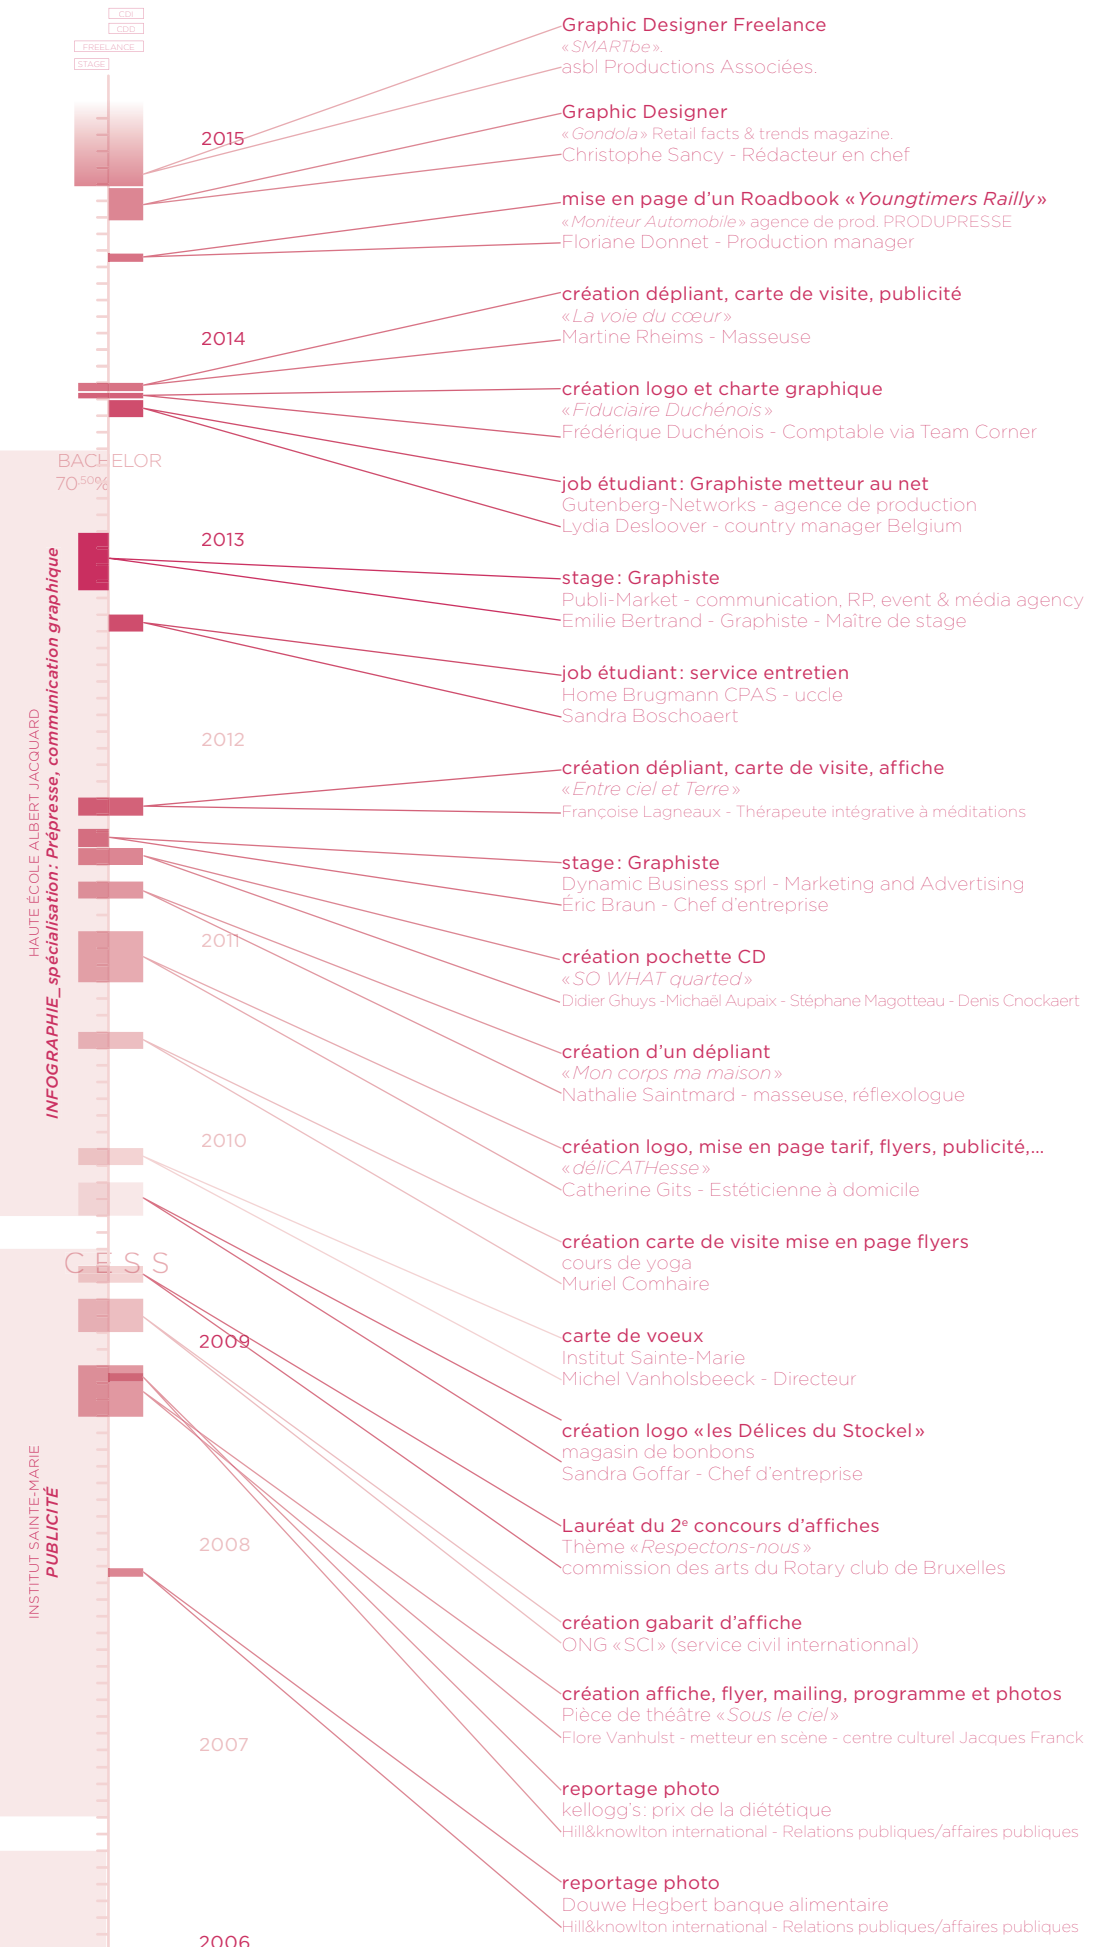 CDI
CDD
FREELANCE
STAGE
Graphic Designer Freelance
«SMARTbe».
asbl Productions Associées.
Graphic Designer
«Gondola» Retail facts & trends magazine.
Christophe Sancy - Rédacteur en chef
2015
mise en page d'un Roadbook «Youngtimers Railly»
«Moniteur Automobile» agence de prod. PRODUPRESSE
Floriane Donnet - Production manager
création dépliant, carte de visite, publicité
«La voie du cœur»
Martine Rheims - Masseuse
2014
création logo et charte graphique
«Fiduciaire Duchénois»
Frédérique Duchénois - Comptable via Team Corner
BACHELOR
70.50%
job étudiant: Graphiste metteur au net
Gutenberg-Networks - agence de production
Lydia Desloover - country manager Belgium
2013
stage: Graphiste
Publi-Market - communication, RP, event & média agency
Emilie Bertrand - Graphiste - Maître de stage
job étudiant: service entretien
Home Brugmann CPAS - uccle
Sandra Boschoaert
HAUTE ÉCOLE ALBERT JACQUARD
INFOGRAPHIE_spécialisation: Prépresse, communication graphique
2012
création dépliant, carte de visite, affiche
«Entre ciel et Terre»
Françoise Lagneaux - Thérapeute intégrative à méditations
stage: Graphiste
Dynamic Business sprl - Marketing and Advertising
Éric Braun - Chef d'entreprise
2011
création pochette CD
«SO WHAT quarted»
Didier Ghuys -Michaël Aupaix - Stéphane Magotteau - Denis Cnockaert
création d'un dépliant
«Mon corps ma maison»
Nathalie Saintmard - masseuse, réflexologue
2010
création logo, mise en page tarif, flyers, publicité,...
«déliCATHesse»
Catherine Gits - Estéticienne à domicile
création carte de visite mise en page flyers
cours de yoga
Muriel Comhaire
CESS
2009
carte de voeux
Institut Sainte-Marie
Michel Vanholsbeeck - Directeur
création logo «les Délices du Stockel»
magasin de bonbons
Sandra Goffar - Chef d'entreprise
INSTITUT SAINTE-MARIE
PUBLICITÉ
Lauréat du 2e concours d'affiches
Thème «Respectons-nous»
commission des arts du Rotary club de Bruxelles
2008
création gabarit d'affiche
ONG «SCI» (service civil internationnal)
création affiche, flyer, mailing, programme et photos
Pièce de théâtre «Sous le ciel»
Flore Vanhulst - metteur en scène - centre culturel Jacques Franck
2007
reportage photo
kellogg's: prix de la diététique
Hill&knowlton international - Relations publiques/affaires publiques
reportage photo
Douwe Hegbert banque alimentaire
Hill&knowlton international - Relations publiques/affaires publiques
2006